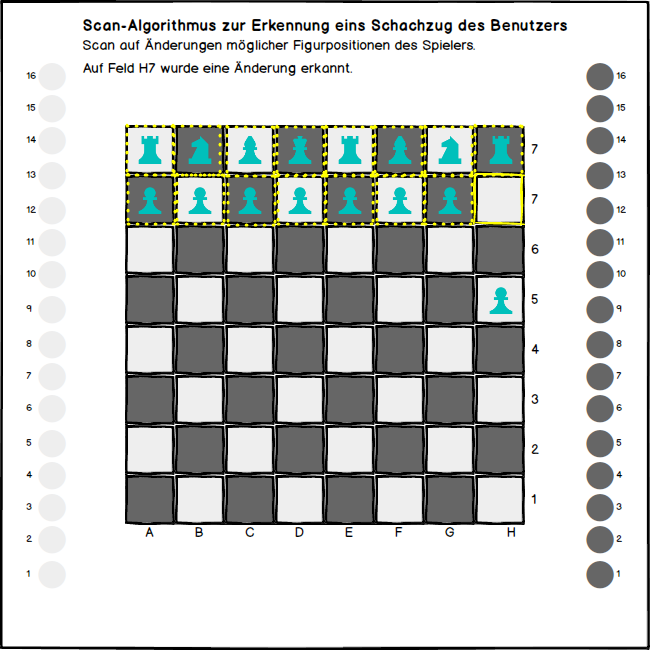 Scan-Algorithmus zur Erkennung eins Schachzug des Benutzers
Scan auf Änderungen möglicher Figurpositionen des Spielers.
Auf Feld H7 wurde eine Änderung erkannt.
16 16
15 15
14 7 14
13 13
12 7 12
11 6 11
10 10
9 5 9
8 4 8
7 7
6 3 6
5 2 5
4 4
3 1 3
2 A B C D E F G H 2
1 1